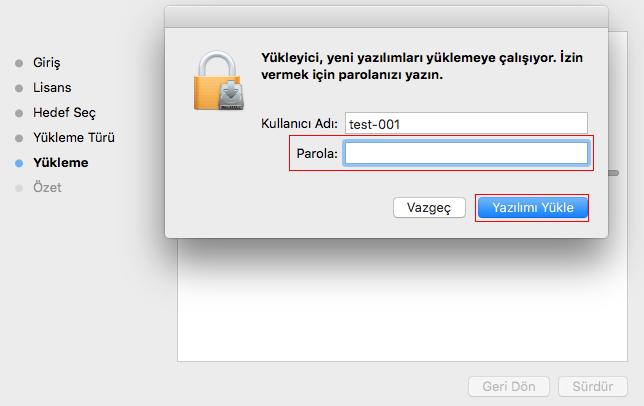 Yükleyici, yeni yazılımları yüklemeye çalışıyor. İzin
vermek için parolanızı yazın.
Kullanıcı Adı: test-001
Parola:
Vazgeç Yazılımı Yükle
Giriş
Lisans
Hedef Seç
Yükleme Türü
Yükleme
Özet
Geri Dön Sürdür